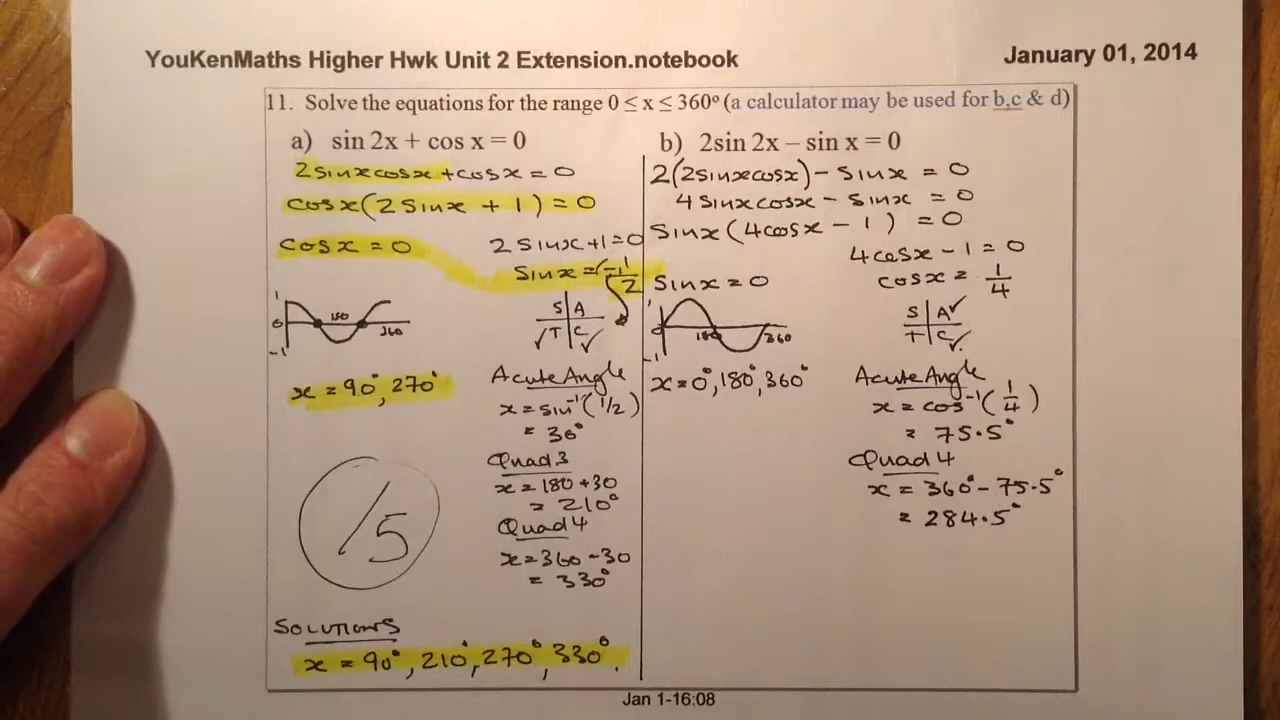 YouKenMaths Higher Hwk Unit 2 Extension.notebook
January 01, 2014
11. Solve the equations for the range 0 ≤ x ≤ 360° (a calculator may be used for b,c & d)
a) sin 2x + cos x = 0
2sinxcosx + cosx = 0
cosx(2sinx + 1) = 0
cosx = 0
2sinx+1=0
sinx = -1/2
1
0
-1
180
360
S A
T C
x = 90°, 270°
Acute Angle
x = sin⁻¹(1/2)
= 30°
Quad 3
x = 180 + 30
= 210°
Quad 4
x = 360 - 30
= 330°
/5
SOLUTIONS
x = 90°, 210°, 270°, 330°.
b) 2sin 2x – sin x = 0
2(2sinxcosx) - sinx = 0
4sinxcosx - sinx = 0
sinx(4cosx - 1) = 0
4cosx - 1 = 0
cosx = 1/4
sinx = 0
1
-1
180
360
S A✓
T C✓
x = 0°, 180°, 360°
Acute Angle
x = cos⁻¹(1/4)
= 75.5°
Quad 4
x = 360° - 75.5°
= 284.5°
Jan 1-16:08